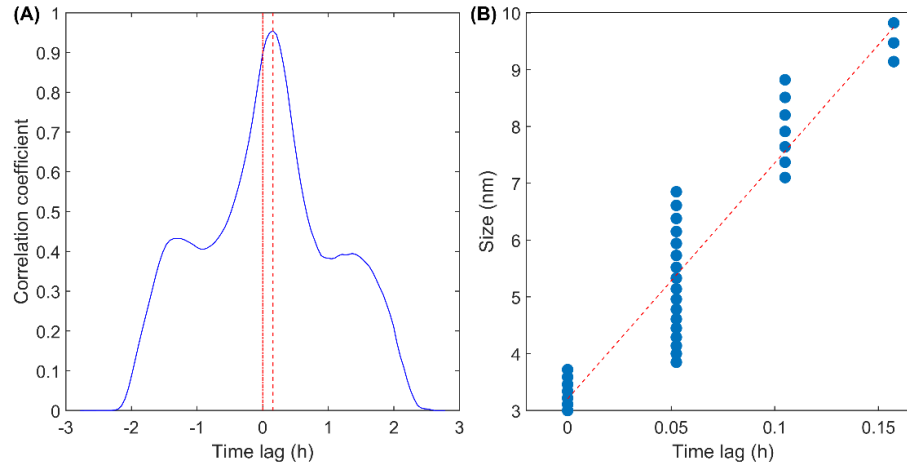 (A)
Correlation coefficient
1
0.9
0.8
0.7
0.6
0.5
0.4
0.3
0.2
0.1
0
-3 -2 -1 0 1 2 3
Time lag (h)
(B)
Size (nm)
10
9
8
7
6
5
4
3
0 0.05 0.1 0.15
Time lag (h)